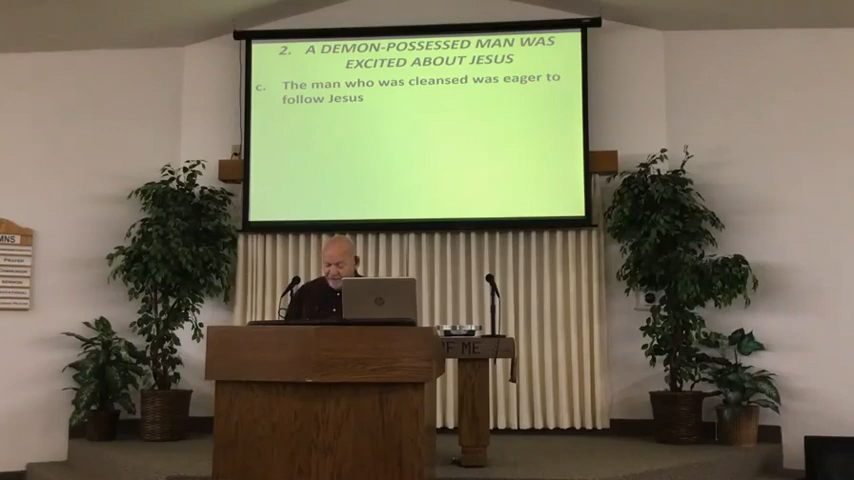 2. A DEMON-POSSESSED MAN WAS
EXCITED ABOUT JESUS
c. The man who was cleansed was eager to
follow Jesus
OF ME
hp